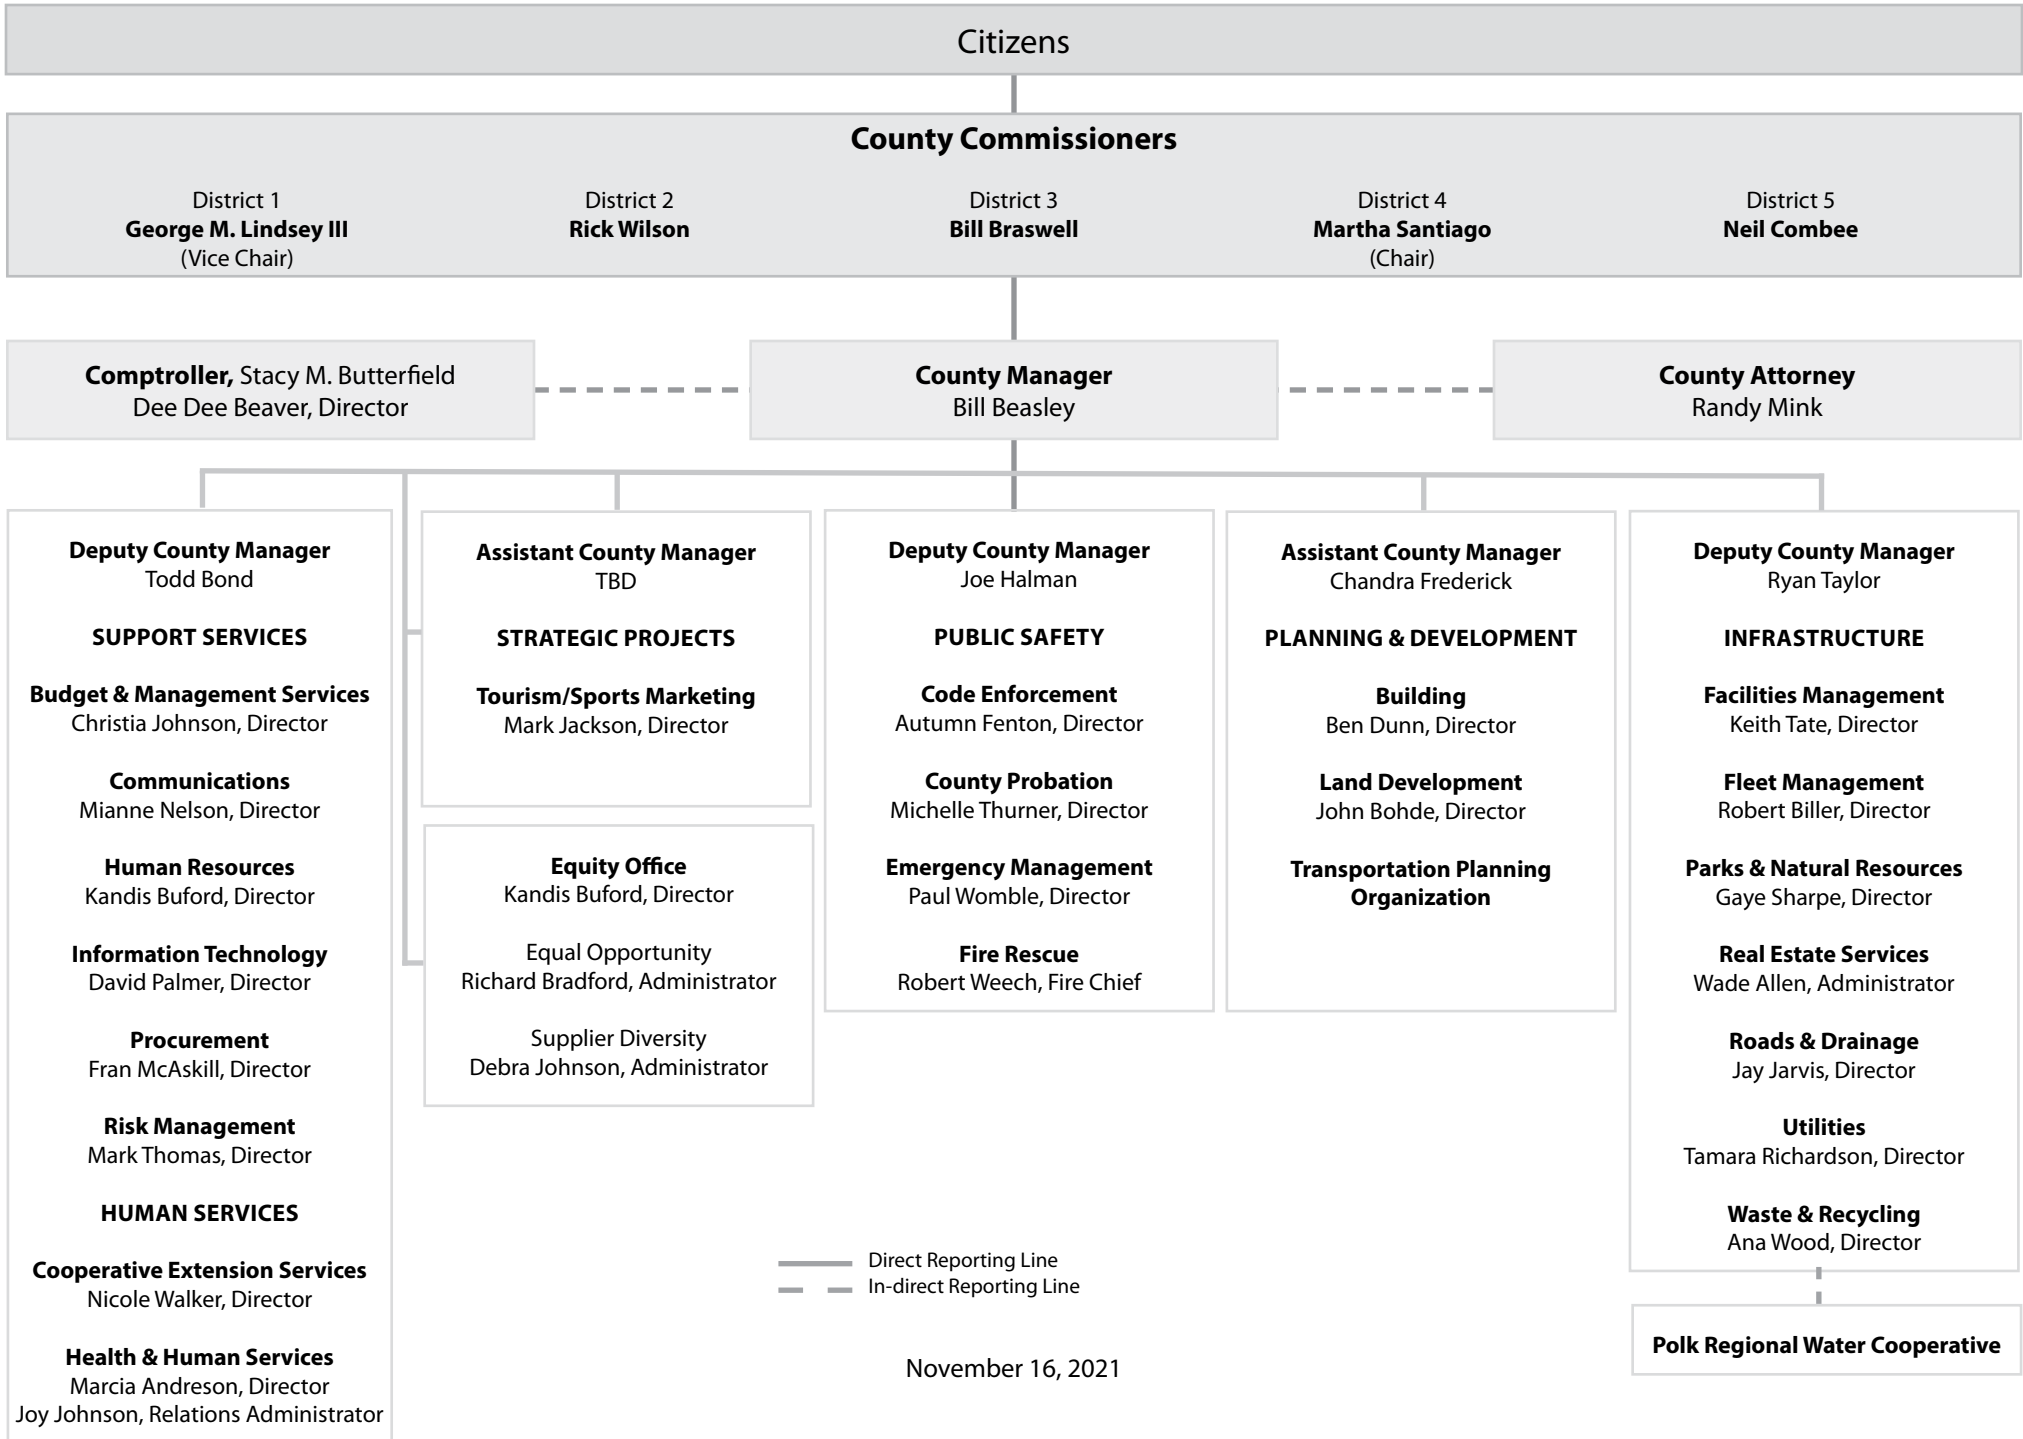 Citizens
County Commissioners
District 1
George M. Lindsey III
(Vice Chair)
District 2
Rick Wilson
District 3
Bill Braswell
District 4
Martha Santiago
(Chair)
District 5
Neil Combee
Comptroller, Stacy M. Butterfield
Dee Dee Beaver, Director
County Manager
Bill Beasley
County Attorney
Randy Mink
Deputy County Manager
Todd Bond
SUPPORT SERVICES
Budget & Management Services
Christia Johnson, Director
Communications
Mianne Nelson, Director
Human Resources
Kandis Buford, Director
Information Technology
David Palmer, Director
Procurement
Fran McAskill, Director
Risk Management
Mark Thomas, Director
HUMAN SERVICES
Cooperative Extension Services
Nicole Walker, Director
Health & Human Services
Marcia Andreson, Director
Joy Johnson, Relations Administrator
Assistant County Manager
TBD
STRATEGIC PROJECTS
Tourism/Sports Marketing
Mark Jackson, Director
Equity Office
Kandis Buford, Director
Equal Opportunity
Richard Bradford, Administrator
Supplier Diversity
Debra Johnson, Administrator
Deputy County Manager
Joe Halman
PUBLIC SAFETY
Code Enforcement
Autumn Fenton, Director
County Probation
Michelle Thurner, Director
Emergency Management
Paul Womble, Director
Fire Rescue
Robert Weech, Fire Chief
Assistant County Manager
Chandra Frederick
PLANNING & DEVELOPMENT
Building
Ben Dunn, Director
Land Development
John Bohde, Director
Transportation Planning
Organization
Deputy County Manager
Ryan Taylor
INFRASTRUCTURE
Facilities Management
Keith Tate, Director
Fleet Management
Robert Biller, Director
Parks & Natural Resources
Gaye Sharpe, Director
Real Estate Services
Wade Allen, Administrator
Roads & Drainage
Jay Jarvis, Director
Utilities
Tamara Richardson, Director
Waste & Recycling
Ana Wood, Director
Polk Regional Water Cooperative
Direct Reporting Line
In-direct Reporting Line
November 16, 2021